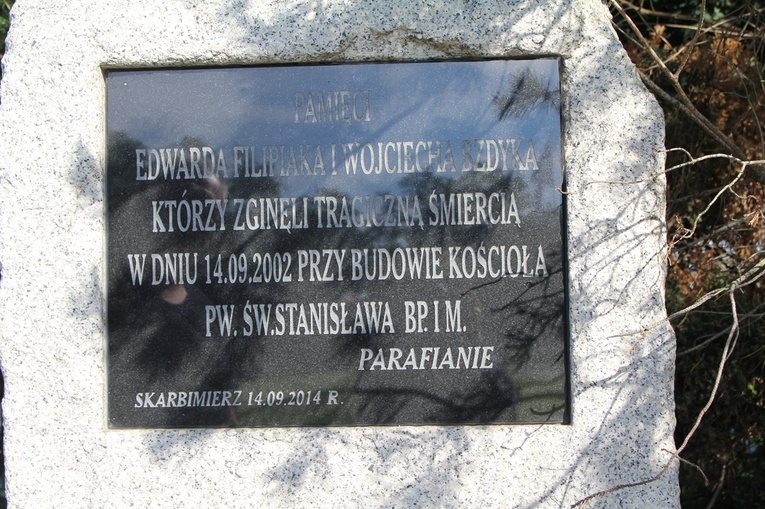 PAMIĘCI
EDWARDA FILIPIAKA I WOJCIECHA SZDYKA
KTÓRZY ZGINĘLI TRAGICZNĄ ŚMIERCIĄ
W DNIU 14.09.2002 PRZY BUDOWIE KOŚCIOŁA
PW. ŚW.STANISŁAWA BP. I M.
PARAFIANIE
SKARBIMIERZ 14.09.2014 R.